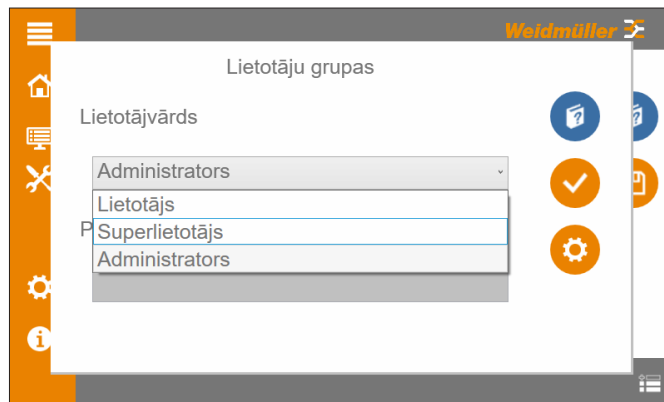 Weidmüller
Lietotāju grupas
Lietotājvārds
Administrators
Lietotājs
P
Superlietotājs
Administrators